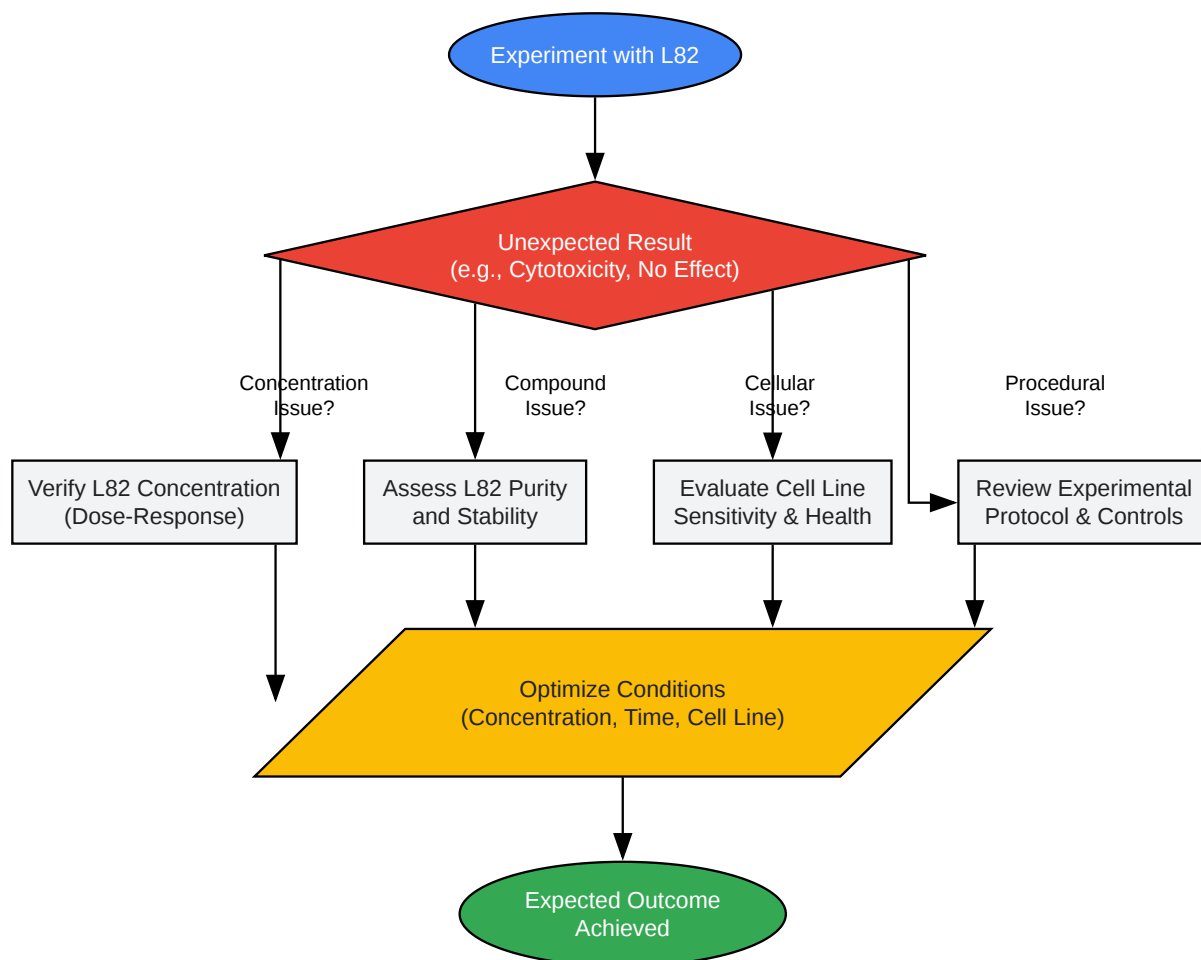 Experiment with L82
Unexpected Result
(e.g., Cytotoxicity, No Effect)
Concentration
Issue?
Compound
Issue?
Cellular
Issue?
Procedural
Issue?
Verify L82 Concentration
(Dose-Response)
Assess L82 Purity
and Stability
Evaluate Cell Line
Sensitivity & Health
Review Experimental
Protocol & Controls
Optimize Conditions
(Concentration, Time, Cell Line)
Expected Outcome
Achieved